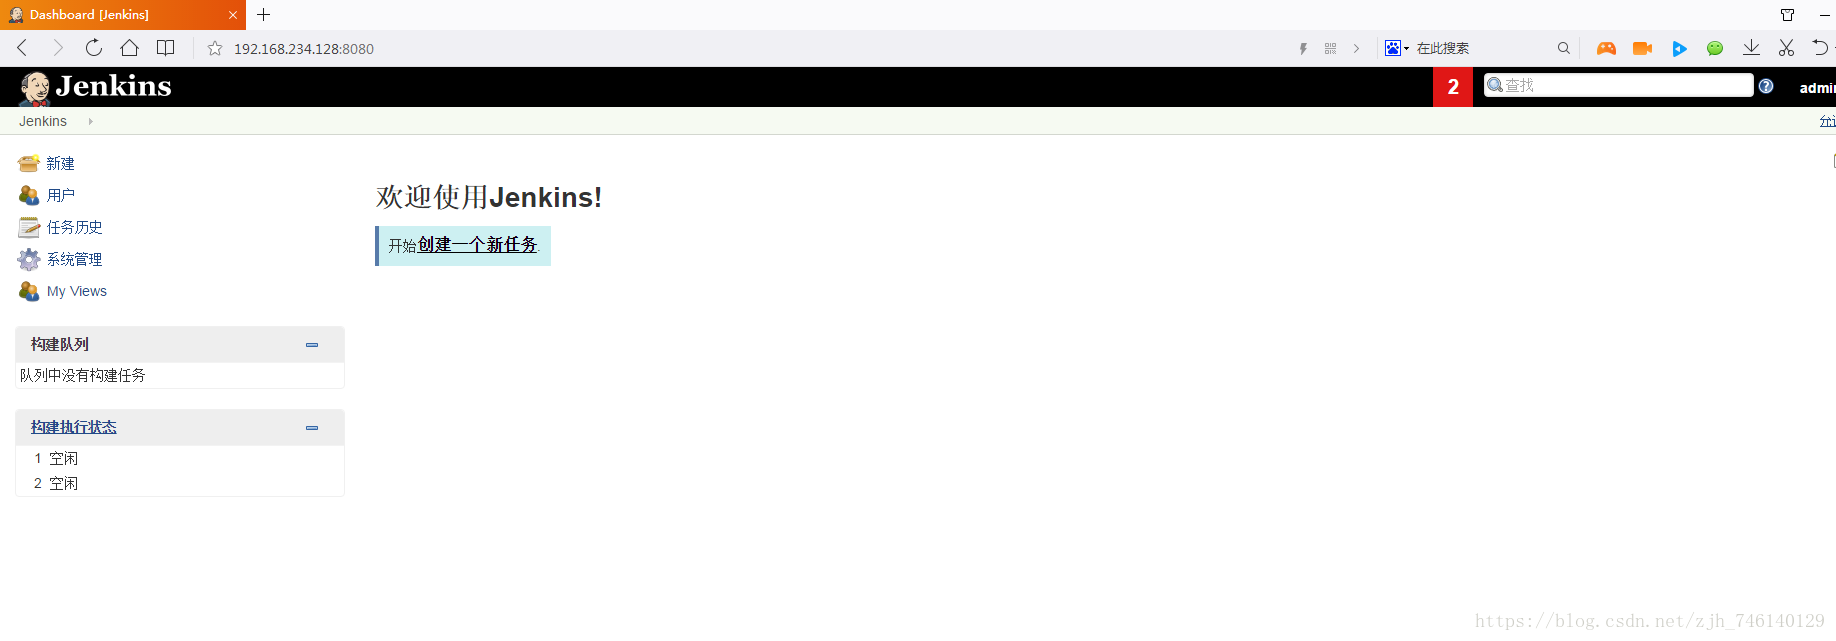 Dashboard [Jenkins]
192.168.234.128:8080
在此搜索
Jenkins
2
查找
admin
Jenkins
新建
用户
任务历史
系统管理
My Views
欢迎使用Jenkins!
开始创建一个新任务.
构建队列
队列中没有构建任务
构建执行状态
1 空闲
2 空闲
https://blog.csdn.net/zjh_746140129